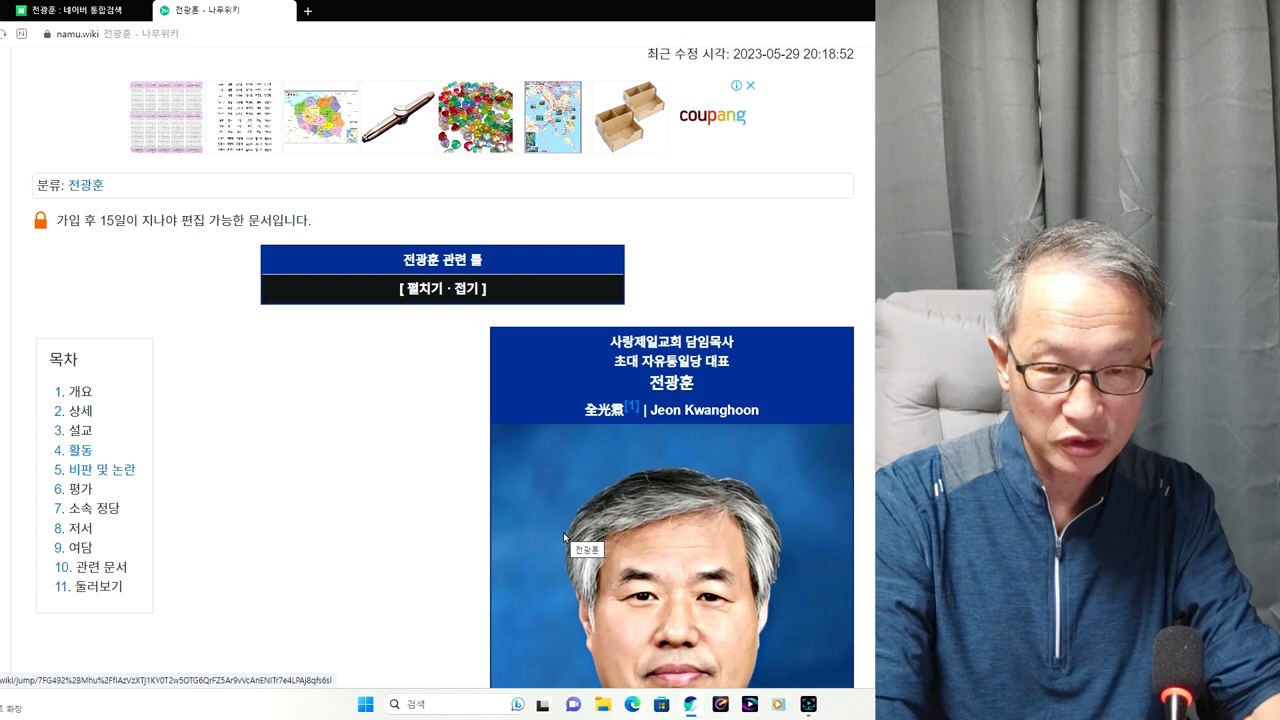 전광훈 : 네이버 통합검색
전광훈 - 나무위키
namu.wiki 전광훈 - 나무위키
최근 수정 시각: 2023-05-29 20:18:52
coupang
분류: 전광훈
가입 후 15일이 지나야 편집 가능한 문서입니다.
전광훈 관련 틀
[ 펼치기 · 접기 ]
목차
1. 개요
2. 상세
3. 설교
4. 활동
5. 비판 및 논란
6. 평가
7. 소속 정당
8. 저서
9. 여담
10. 관련 문서
11. 둘러보기
사랑제일교회 담임목사
초대 자유통일당 대표
전광훈
全光焄[1] | Jeon Kwanghoon
전광훈
검색
화창